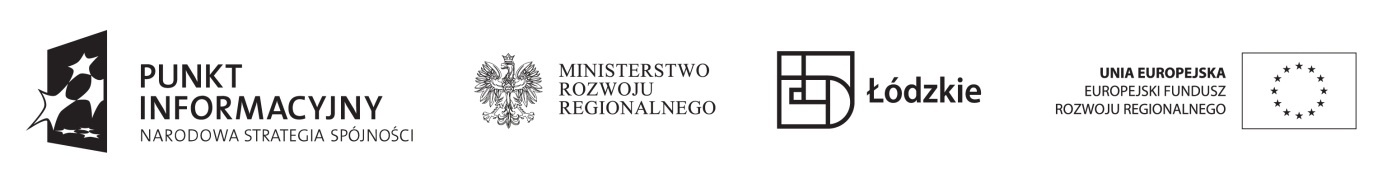 PUNKT
INFORMACYJNY
NARODOWA STRATEGIA SPÓJNOŚCI
MINISTERSTWO
ROZWOJU
REGIONALNEGO
Łódzkie
UNIA EUROPEJSKA
EUROPEJSKI FUNDUSZ
ROZWOJU REGIONALNEGO